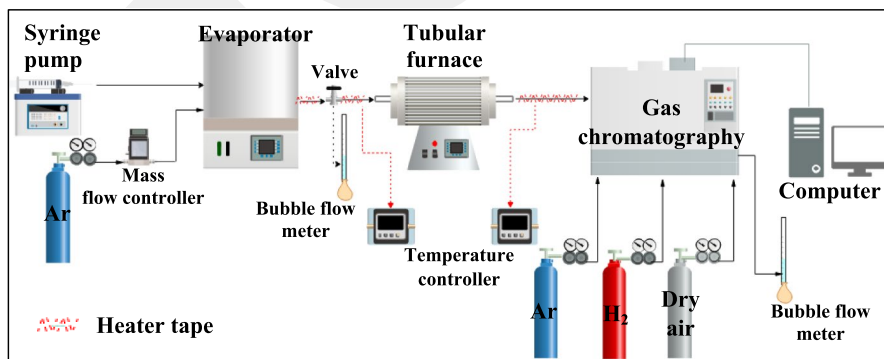 Syringe
pump
Evaporator
Valve
Tubular
furnace
Gas
chromatography
Computer
Mass
flow controller
Ar
Bubble flow
meter
Temperature
controller
Ar
H₂
Dry
air
Bubble flow
meter
Heater tape